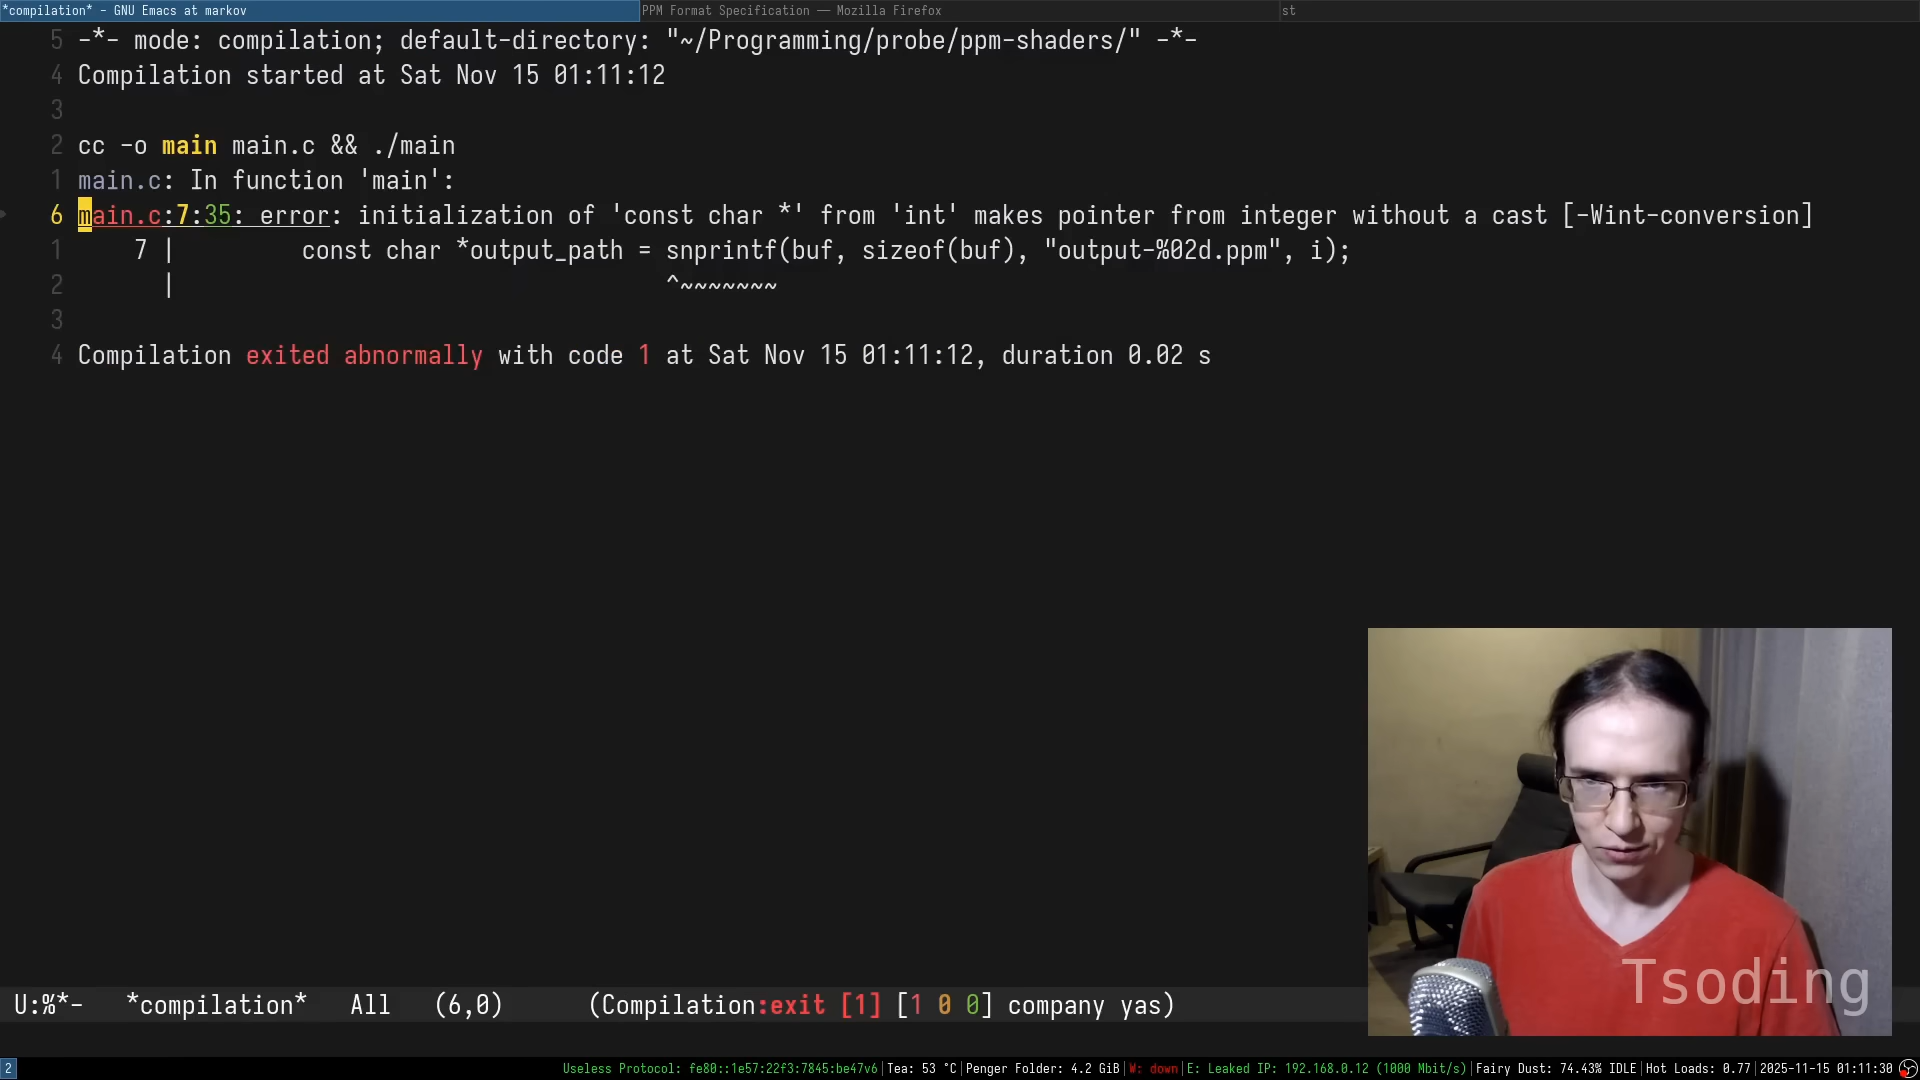 *compilation* - GNU Emacs at markov
PPM Format Specification — Mozilla Firefox
st
5 -*- mode: compilation; default-directory: "~/Programming/probe/ppm-shaders/" -*-
4 Compilation started at Sat Nov 15 01:11:12
3
2 cc -o main main.c && ./main
1 main.c: In function 'main':
6 main.c:7:35: error: initialization of 'const char *' from 'int' makes pointer from integer without a cast [-Wint-conversion]
1     7 |         const char *output_path = snprintf(buf, sizeof(buf), "output-%02d.ppm", i);
2       |                                   ^~~~~~~~
3
4 Compilation exited abnormally with code 1 at Sat Nov 15 01:11:12, duration 0.02 s
Tsoding
U:%*-   *compilation*   All   (6,0)      (Compilation:exit [1] [1 0 0] company yas)
2
Useless Protocol: fe80::1e57:22f3:7845:be47v6|Tea: 53 °C|Penger Folder: 4.2 GiB|W: down|E: Leaked IP: 192.168.0.12 (1000 Mbit/s)|Fairy Dust: 74.43% IDLE|Hot Loads: 0.77|2025-11-15 01:11:30